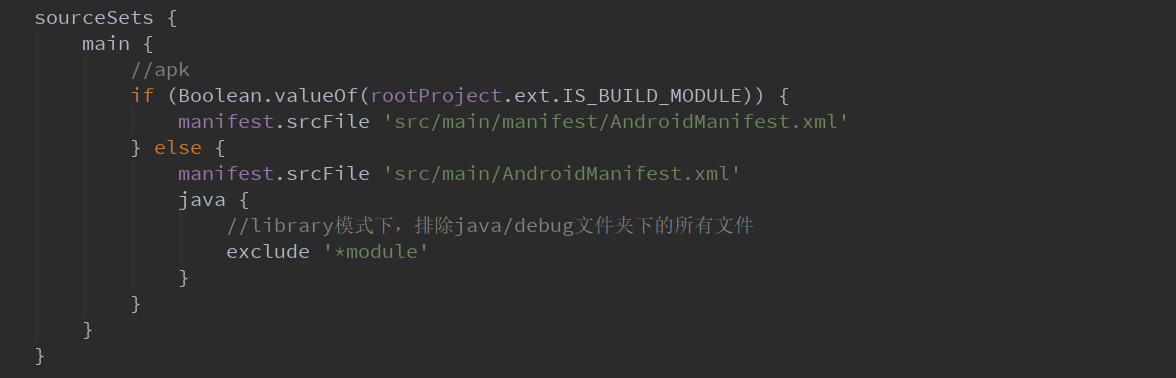 sourceSets {
    main {
        //apk
        if (Boolean.valueOf(rootProject.ext.IS_BUILD_MODULE)) {
            manifest.srcFile 'src/main/manifest/AndroidManifest.xml'
        } else {
            manifest.srcFile 'src/main/AndroidManifest.xml'
            java {
                //library模式下，排除java/debug文件夹下的所有文件
                exclude '*module'
            }
        }
    }
}